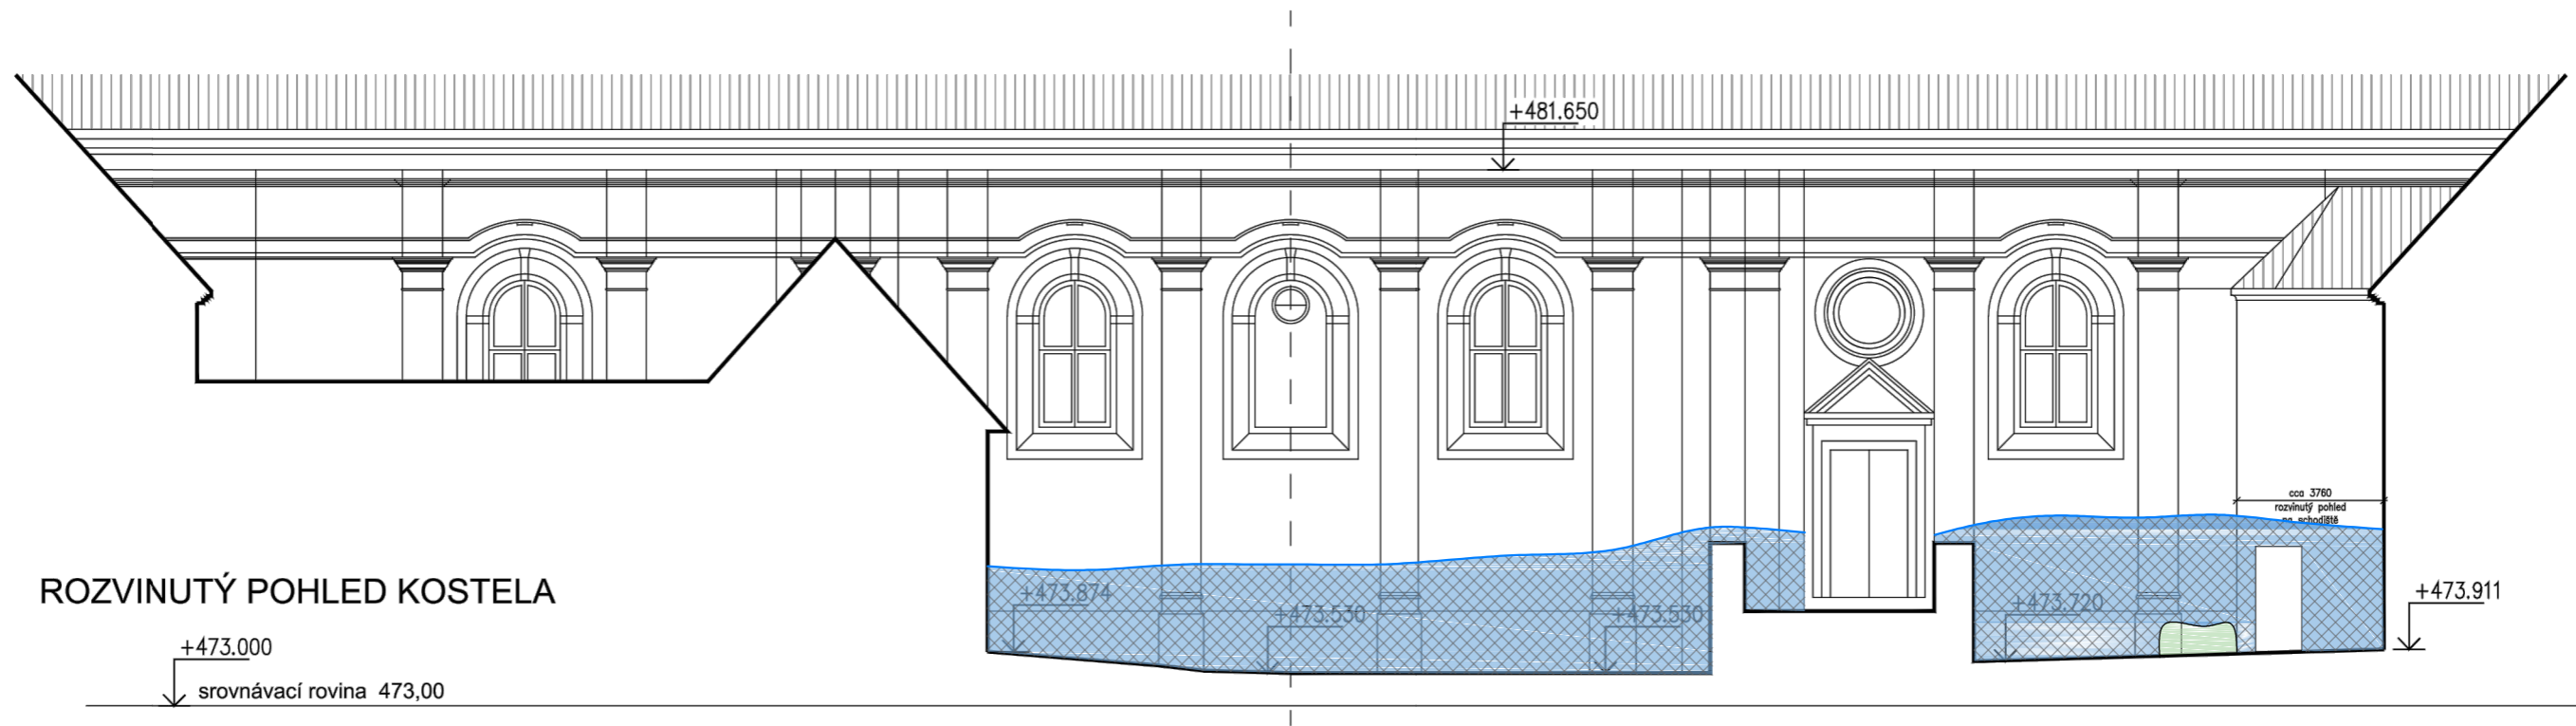 +481.650
cca 3760
rozvinutý pohled
na schodiště
ROZVINUTÝ POHLED KOSTELA
+473.874
+473.530
+473.530
+473.720
+473.911
+473.000
srovnávací rovina 473,00